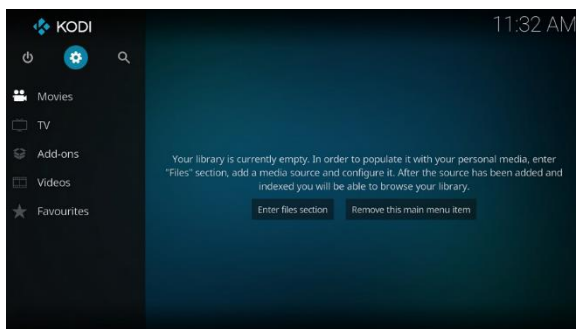 KODI
11:32 AM
Movies
TV
Add-ons
Videos
Favourites
Your library is currently empty. In order to populate it with your personal media, enter
"Files" section, add a media source and configure it. After the source has been added and
indexed you will be able to browse your library.
Enter files section
Remove this main menu item